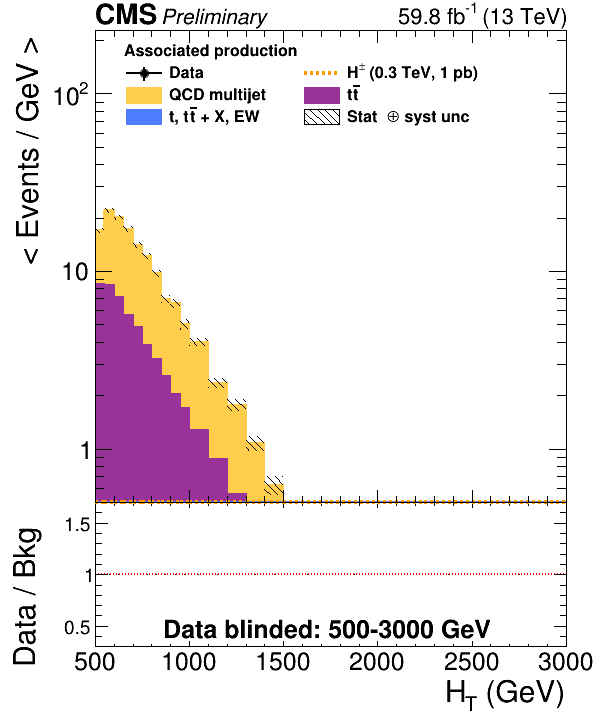 CMS Preliminary 59.8 fb⁻¹ (13 TeV)
Associated production
Data
H± (0.3 TeV, 1 pb)
QCD multijet
tt̄
t, tt̄ + X, EW
Stat ⊕ syst unc
< Events / GeV >
10²
10
1
Data / Bkg
1.5
1
0.5
Data blinded: 500-3000 GeV
500 1000 1500 2000 2500 3000
H_T (GeV)